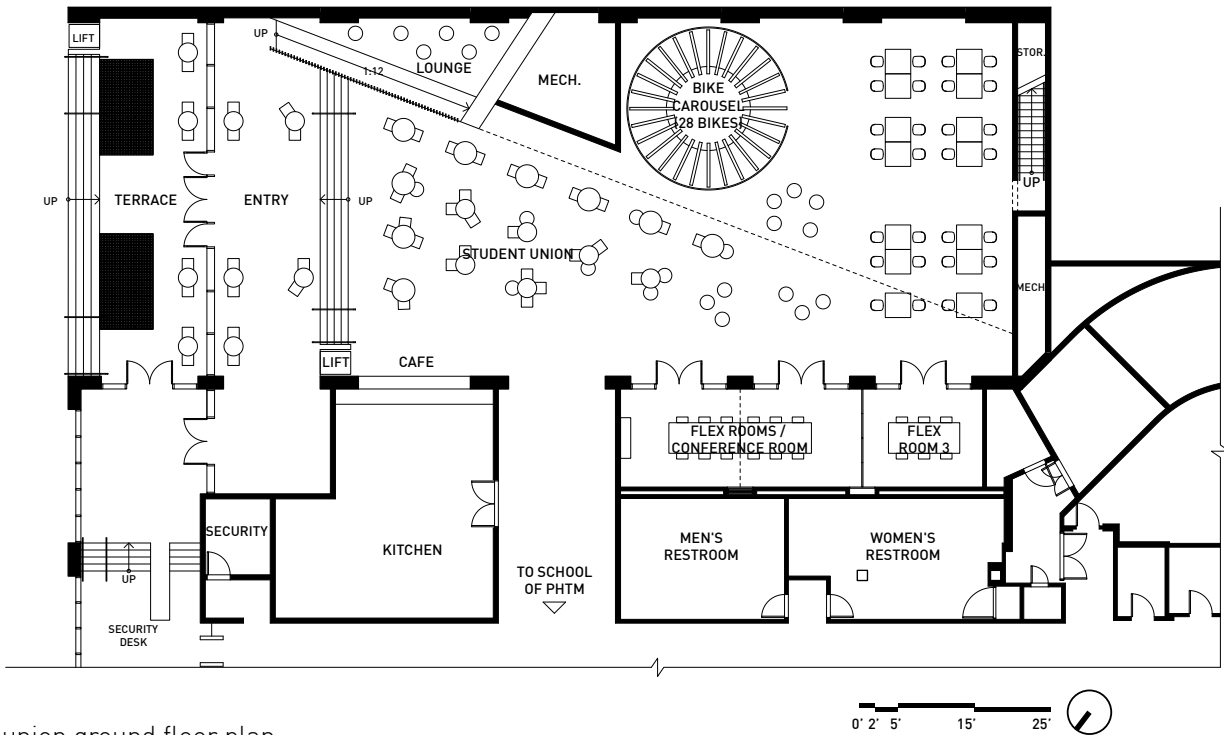 LIFT
UP
1:12
LOUNGE
MECH.
BIKE
CAROUSEL
(28 BIKES)
STOR.
UP
UP
TERRACE
ENTRY
UP
STUDENT UNION
MECH
LIFT
CAFE
FLEX ROOMS /
CONFERENCE ROOM
FLEX
ROOM 3
SECURITY
KITCHEN
MEN'S
RESTROOM
WOMEN'S
RESTROOM
UP
TO SCHOOL
OF PHTM
SECURITY
DESK
0' 2' 5' 15' 25'
union ground floor plan